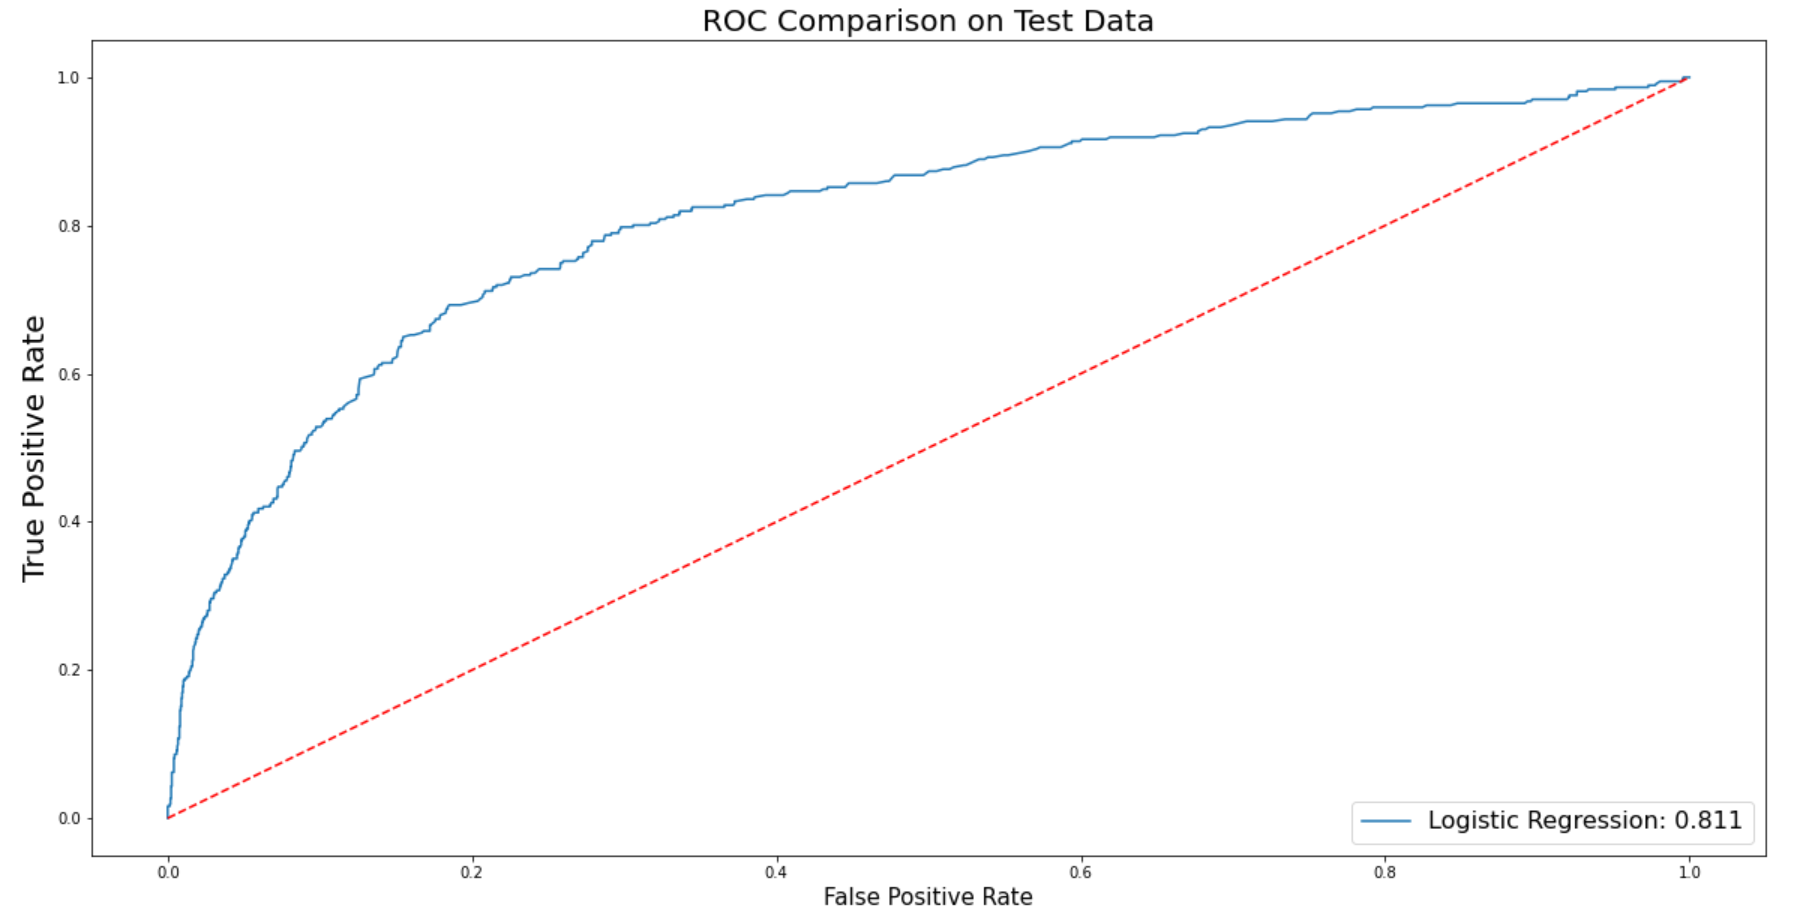 ROC Comparison on Test Data
True Positive Rate
1.0
0.8
0.6
0.4
0.2
0.0
Logistic Regression: 0.811
0.0 0.2 0.4 0.6 0.8 1.0
False Positive Rate